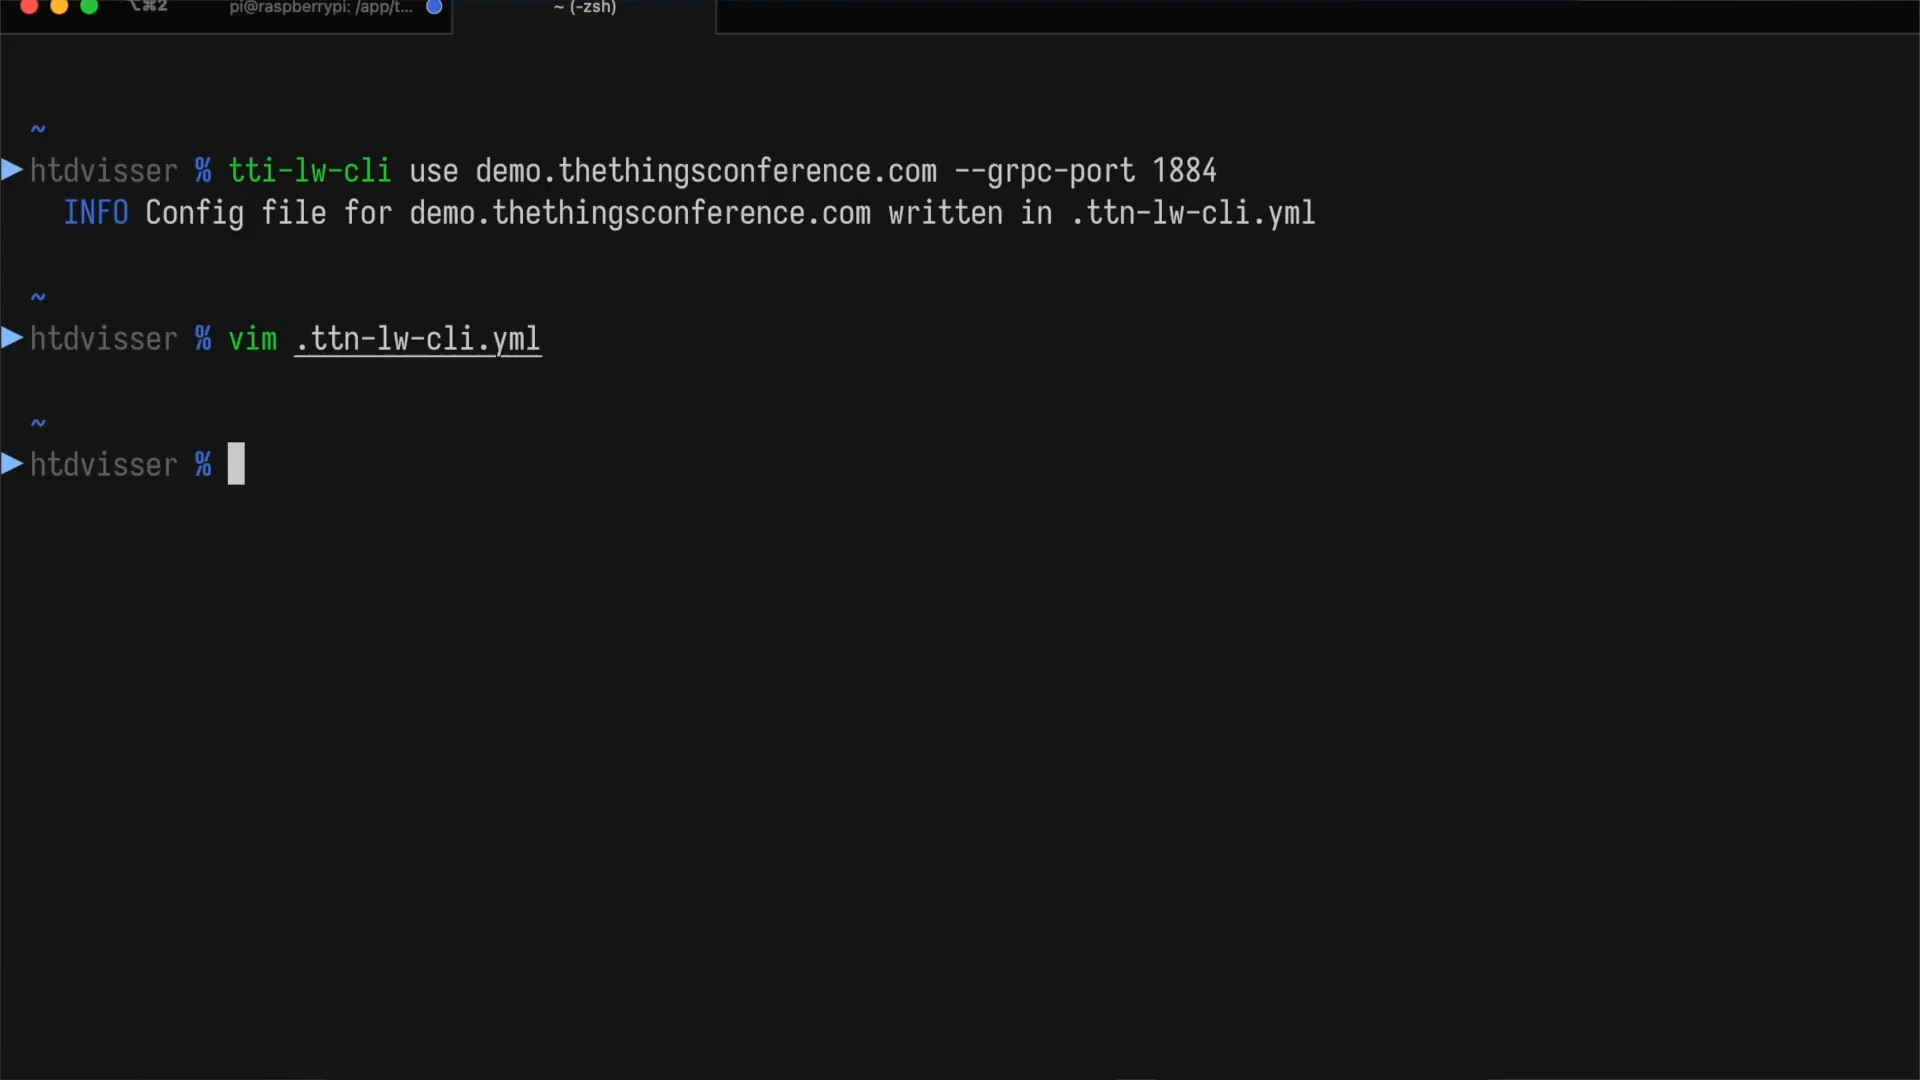 ⌥⌘2 pi@raspberrypi: /app/t... ~ (-zsh)
~
htdvisser % tti-lw-cli use demo.thethingsconference.com --grpc-port 1884
INFO Config file for demo.thethingsconference.com written in .ttn-lw-cli.yml
~
htdvisser % vim .ttn-lw-cli.yml
~
htdvisser %